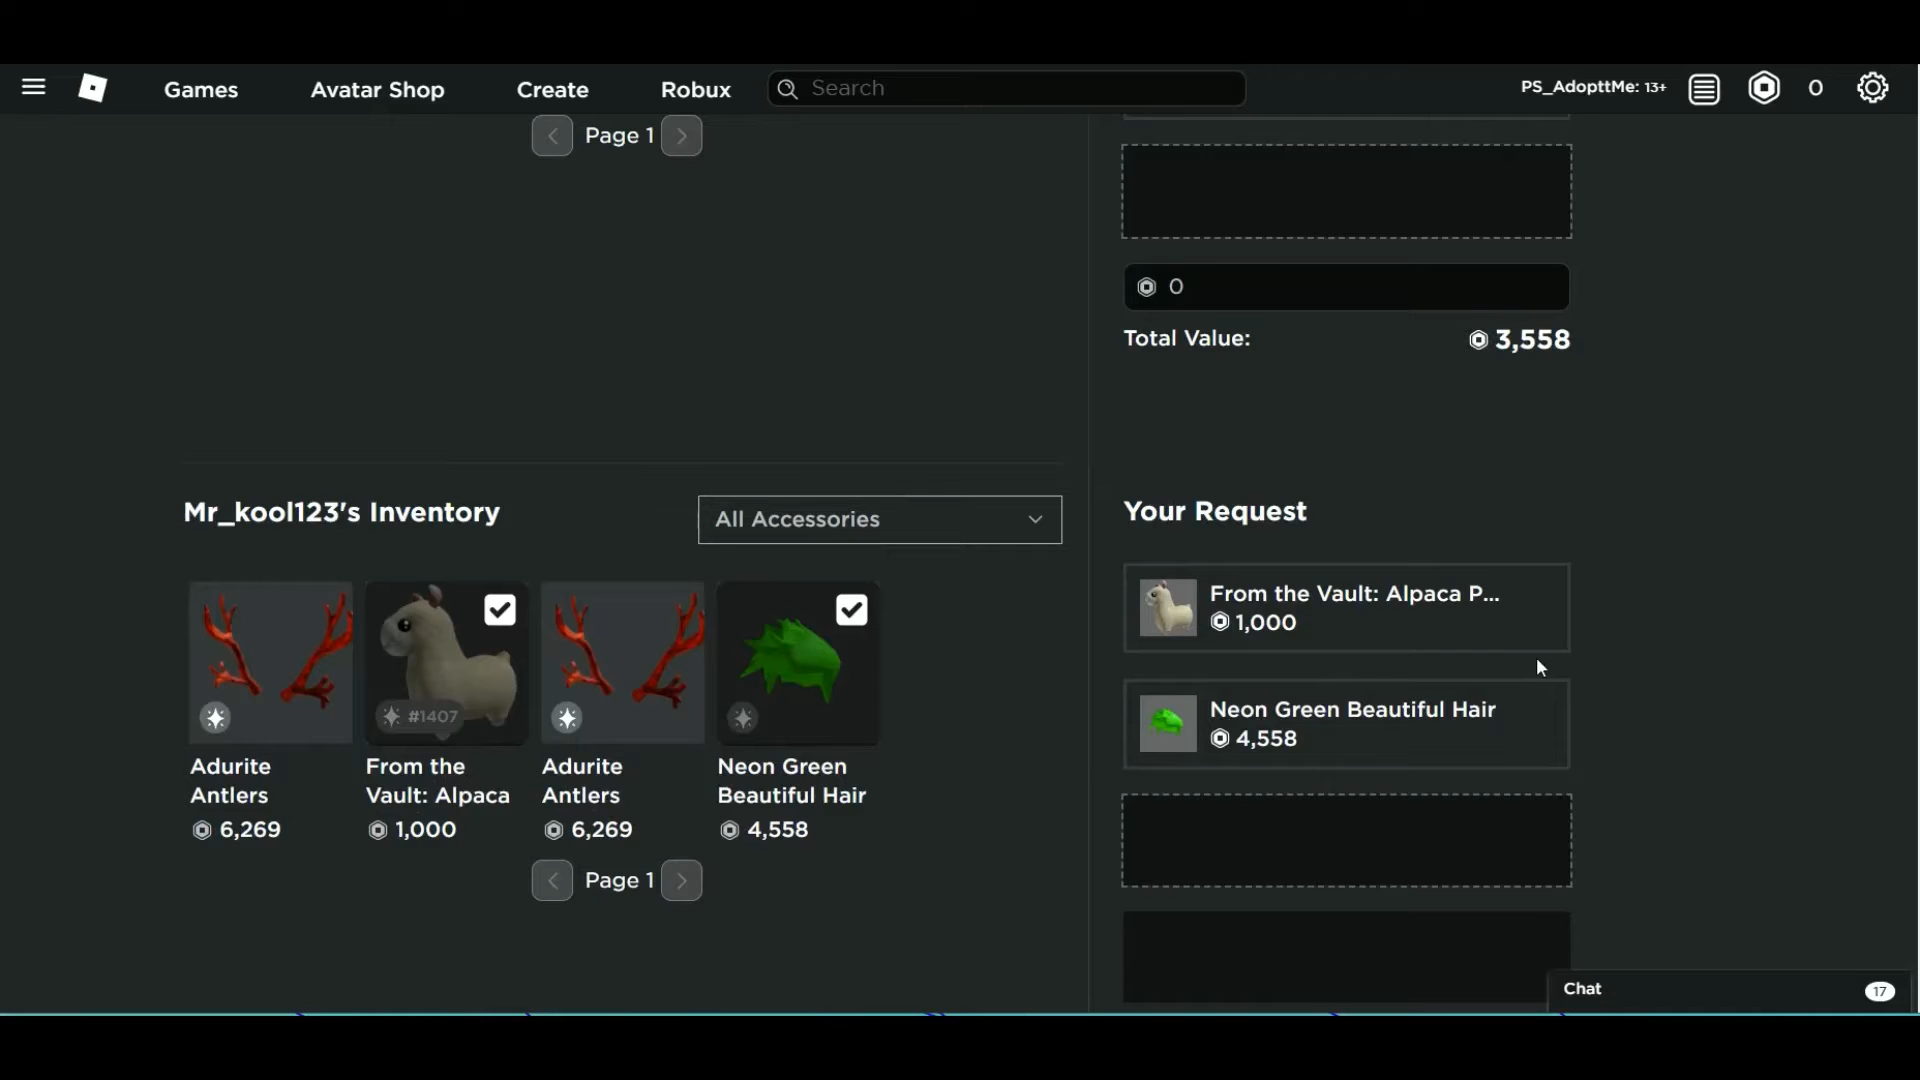 Games
Avatar Shop
Create
Robux
Search
PS_AdopttMe: 13+
0
Page 1
0
Total Value:
3,558
Mr_kool123's Inventory
All Accessories
Your Request
From the Vault: Alpaca P...
1,000
Neon Green Beautiful Hair
4,558
#1407
Adurite
Antlers
6,269
From the
Vault: Alpaca
1,000
Adurite
Antlers
6,269
Neon Green
Beautiful Hair
4,558
Page 1
Chat
17